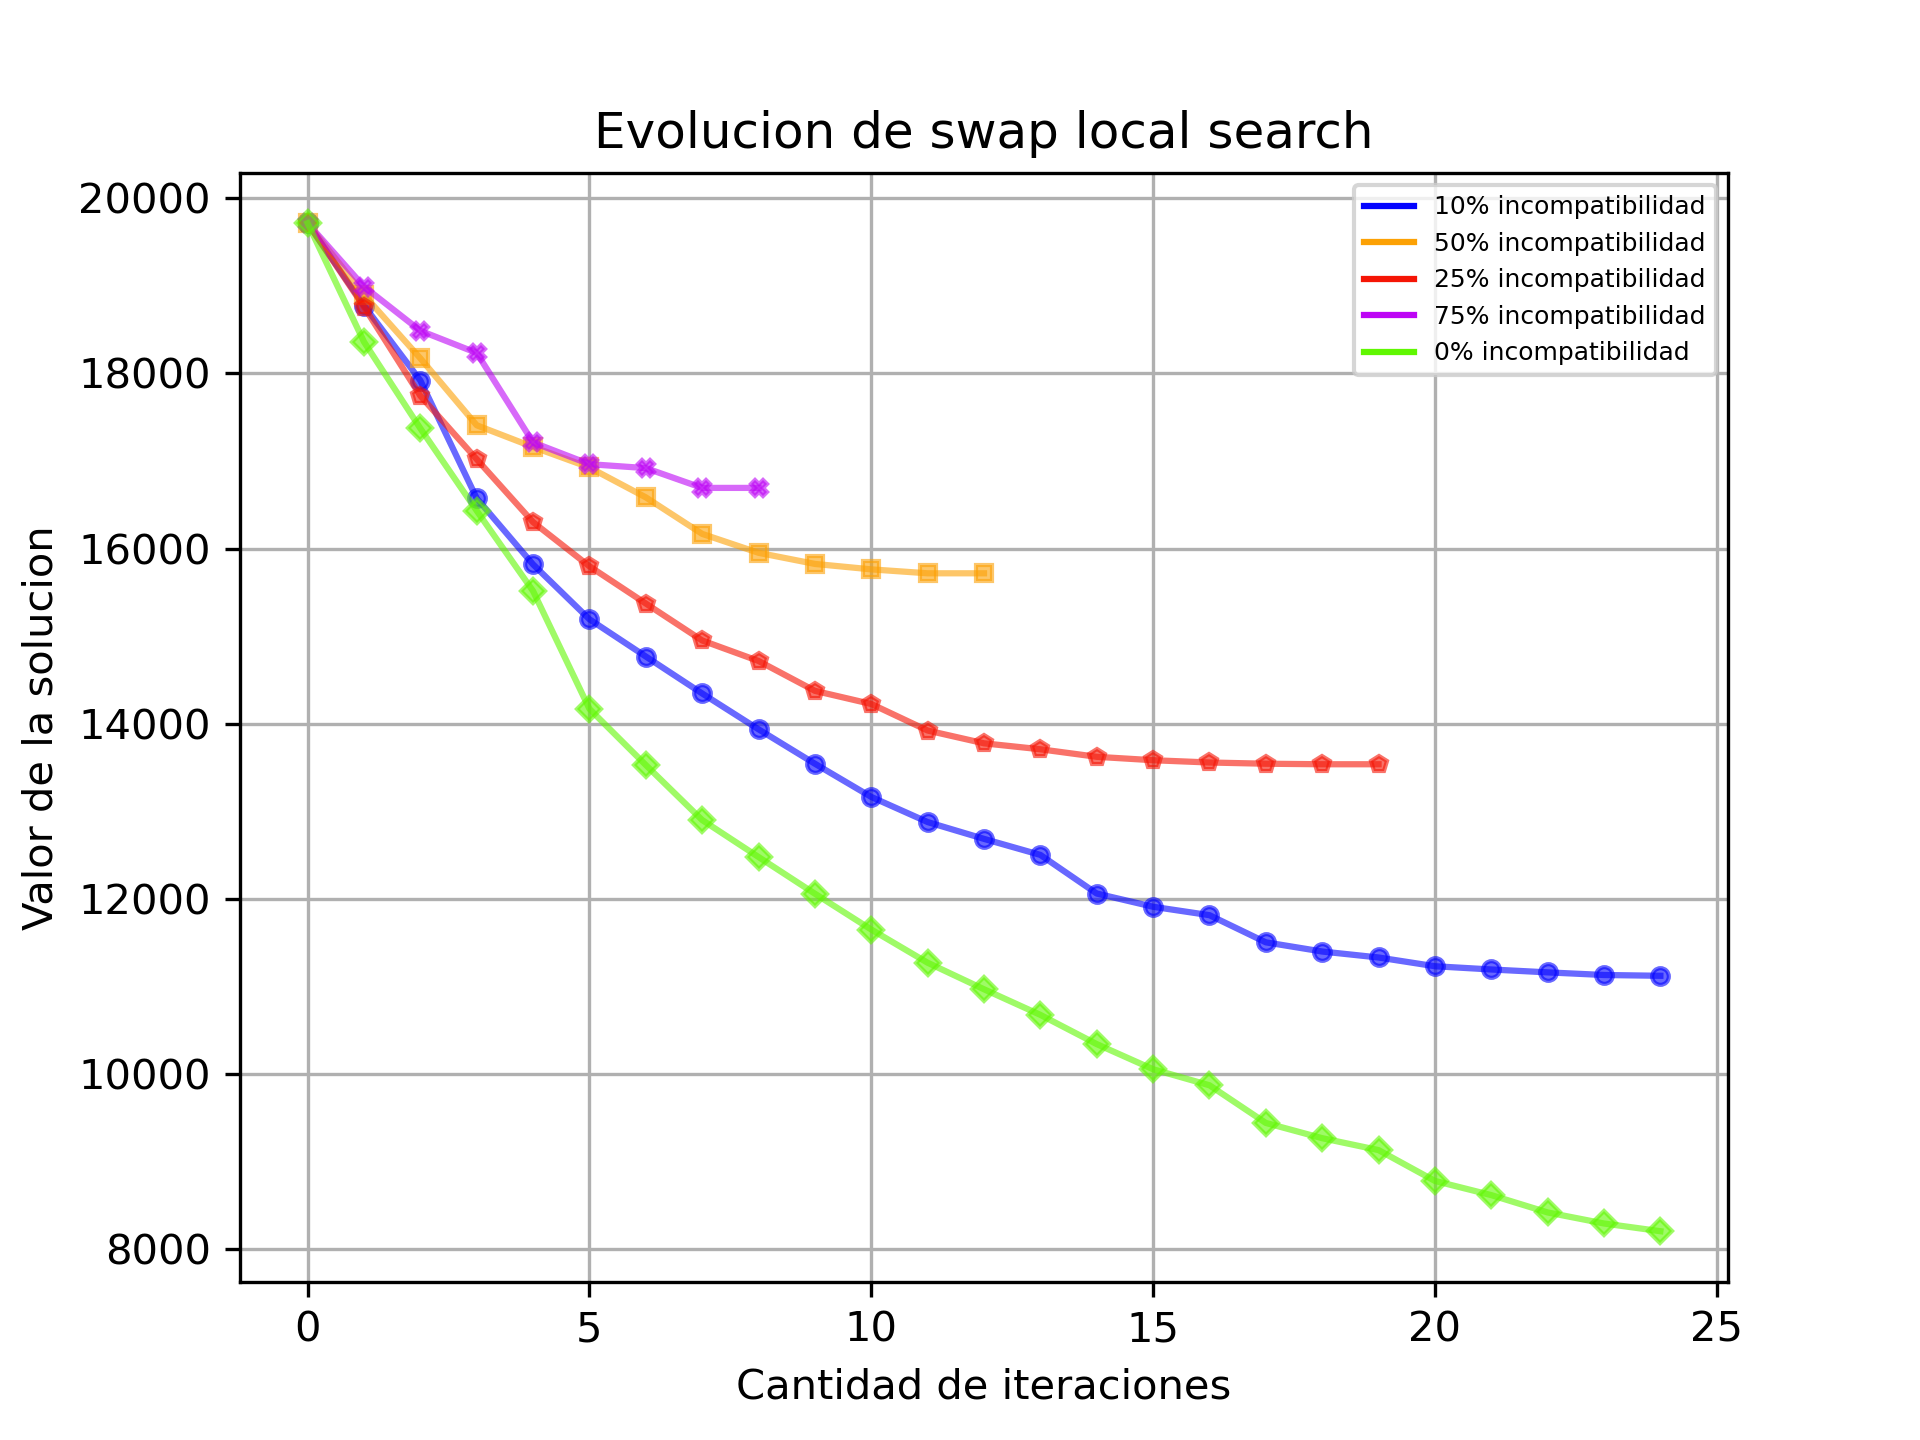 Evolucion de swap local search
20000
18000
16000
14000
12000
10000
8000
Valor de la solucion
10% incompatibilidad
50% incompatibilidad
25% incompatibilidad
75% incompatibilidad
0% incompatibilidad
0 5 10 15 20 25
Cantidad de iteraciones